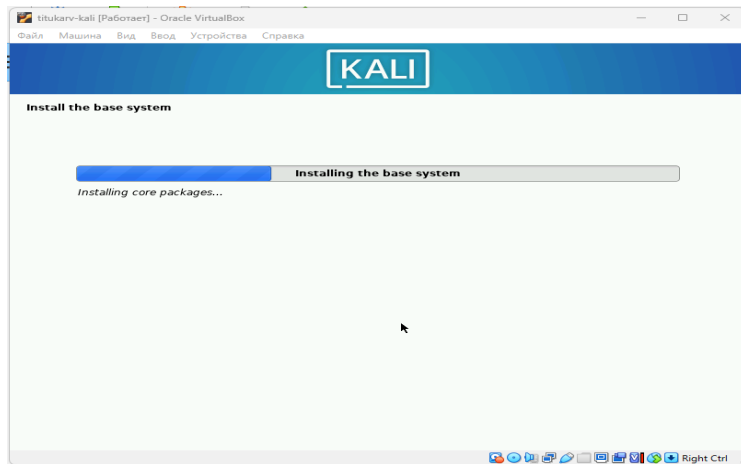 titukarv-kali [Работает] - Oracle VirtualBox
Файл Машина Вид Ввод Устройства Справка
KALI
Install the base system
Installing the base system
Installing core packages...
Right Ctrl